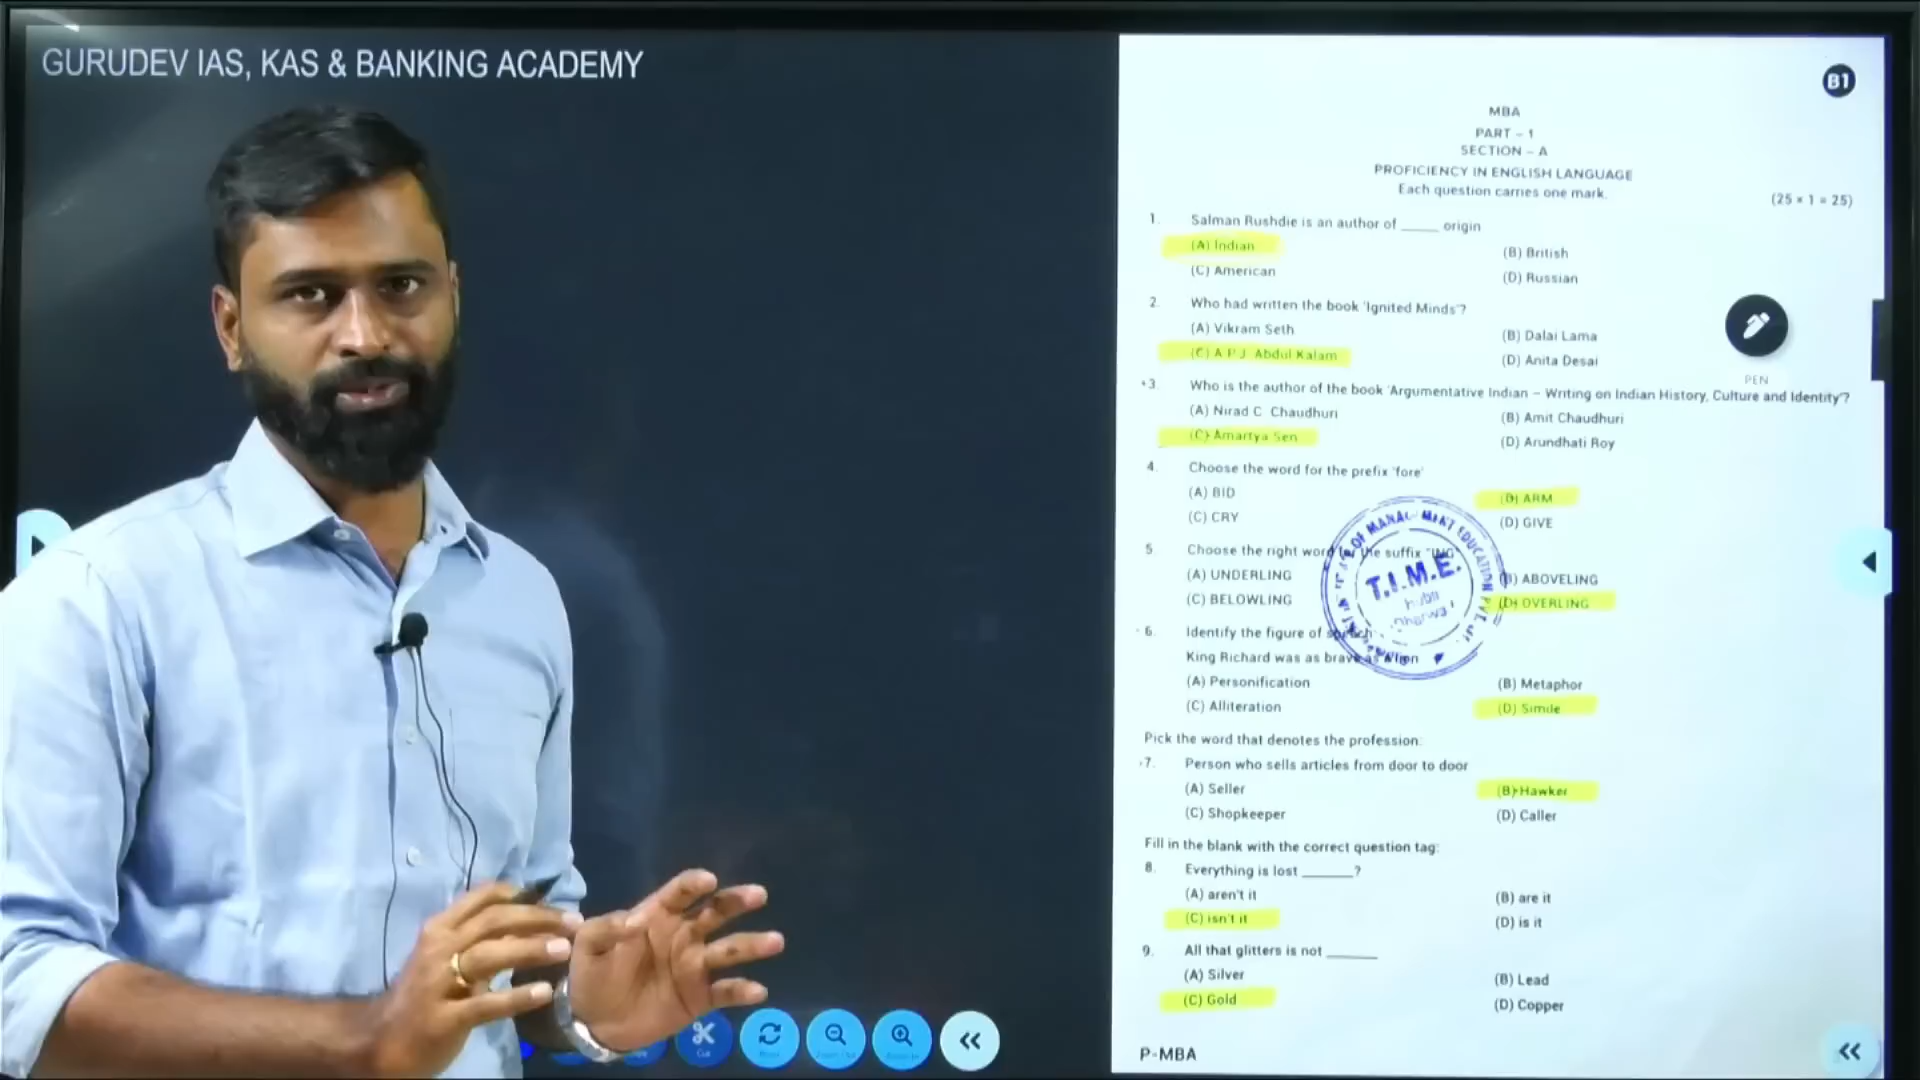 GURUDEV IAS, KAS & BANKING ACADEMY
B1
MBA
PART – 1
SECTION – A
PROFICIENCY IN ENGLISH LANGUAGE
Each question carries one mark.
(25 × 1 = 25)
1. Salman Rushdie is an author of _____ origin
(A) Indian
(B) British
(C) American
(D) Russian
2. Who had written the book 'Ignited Minds'?
(A) Vikram Seth
(B) Dalai Lama
(C) A.P.J. Abdul Kalam
(D) Anita Desai
PEN
3. Who is the author of the book 'Argumentative Indian – Writing on Indian History, Culture and Identity'?
(A) Nirad C. Chaudhuri
(B) Amit Chaudhuri
(C) Amartya Sen
(D) Arundhati Roy
4. Choose the word for the prefix 'fore'
(A) BID
(B) ARM
(C) CRY
(D) GIVE
5. Choose the right word for the suffix "ING"
(A) UNDERLING
(B) ABOVELING
(C) BELOWLING
(D) OVERLING
OF MANAGEMENT EDUCATION PVT.
T.I.M.E.
Hubli
Dharwad
6. Identify the figure of speech
King Richard was as brave as a lion
(A) Personification
(B) Metaphor
(C) Alliteration
(D) Simile
Pick the word that denotes the profession:
7. Person who sells articles from door to door
(A) Seller
(B) Hawker
(C) Shopkeeper
(D) Caller
Fill in the blank with the correct question tag:
8. Everything is lost _______?
(A) aren't it
(B) are it
(C) isn't it
(D) is it
9. All that glitters is not _______
(A) Silver
(B) Lead
(C) Gold
(D) Copper
P-MBA
Cut